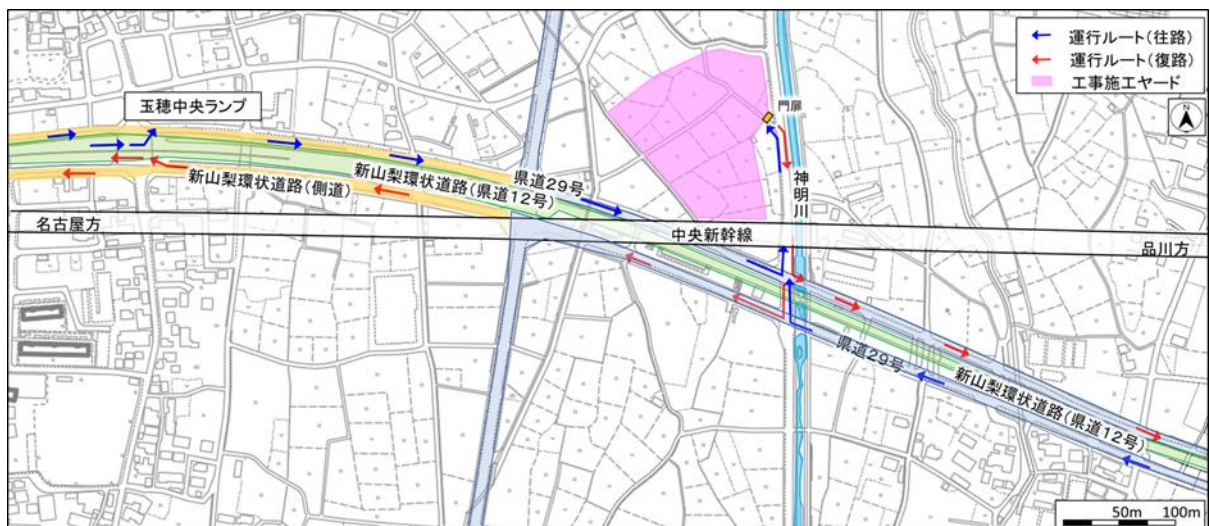 運行ルート(往路)
運行ルート(復路)
工事施工ヤード
N
玉穂中央ランプ
門扉
神明川
県道29号
新山梨環状道路(県道12号)
新山梨環状道路(側道)
名古屋方
中央新幹線
品川方
県道29号
新山梨環状道路(県道12号)
50m 100m